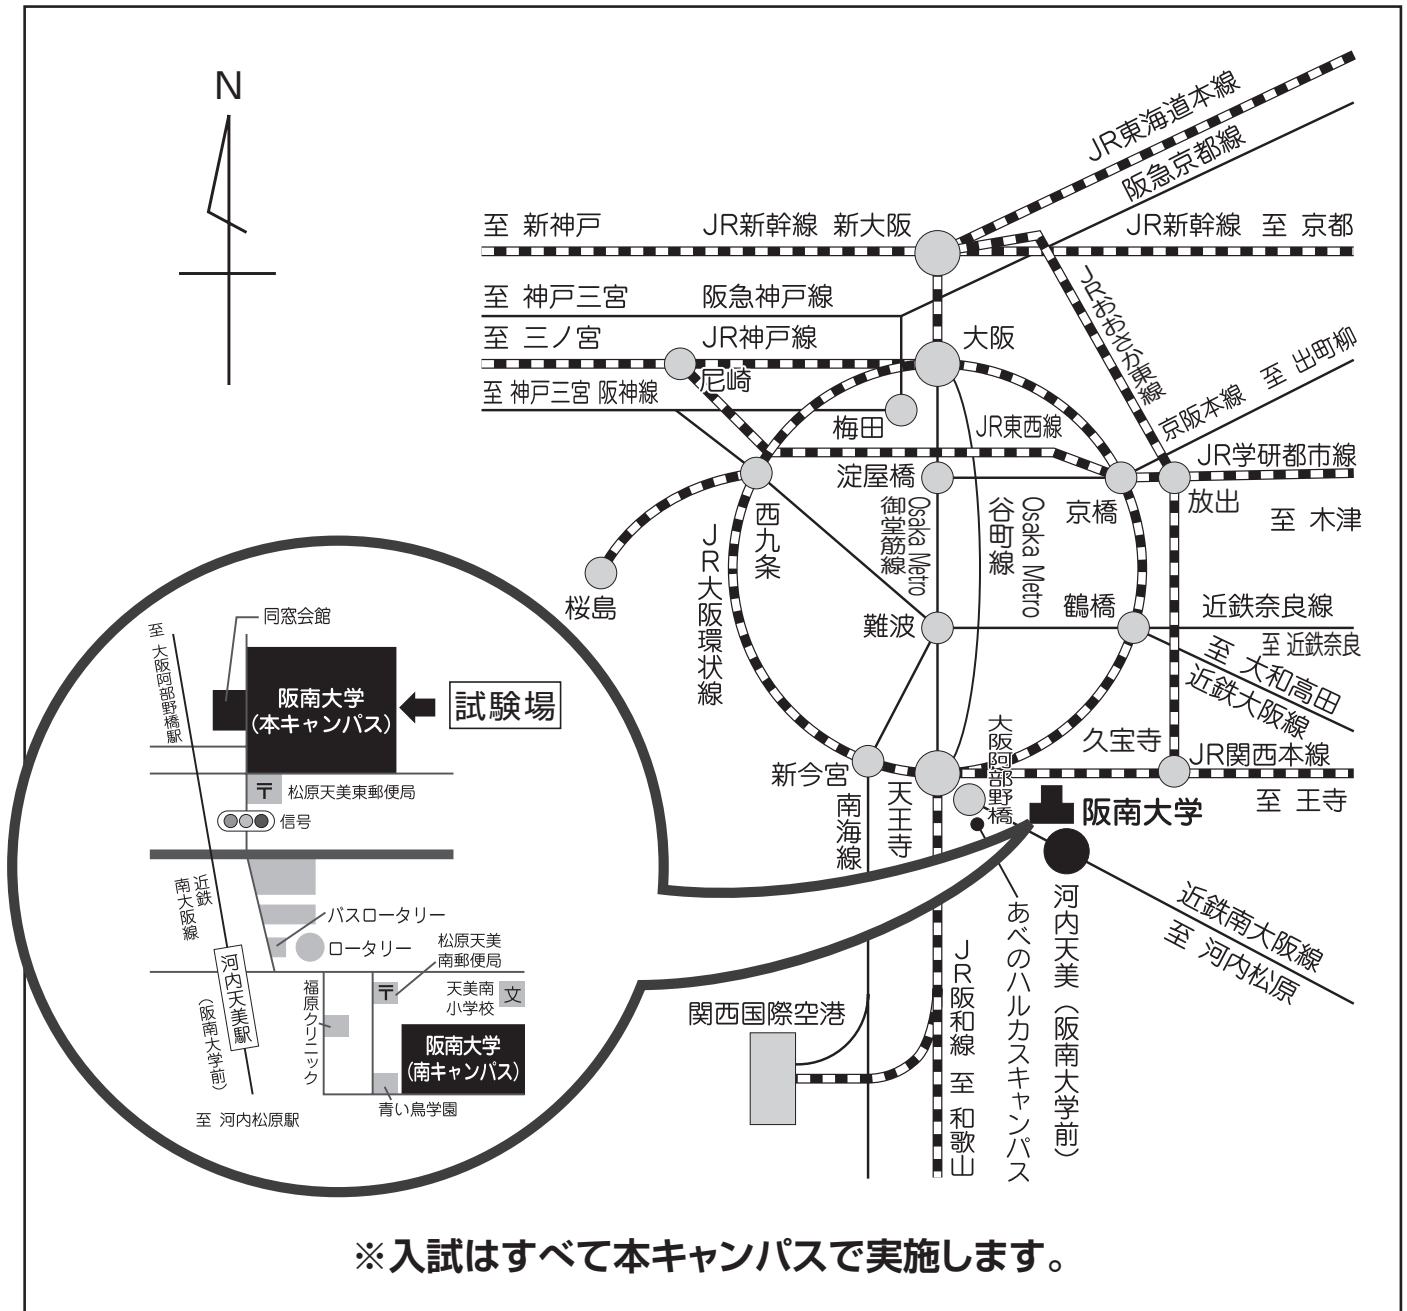 N
JR東海道本線
阪急京都線
至 新神戸
JR新幹線 新大阪
JR新幹線 至 京都
至 神戸三宮
阪急神戸線
JRおおさか東線
至 三ノ宮
JR神戸線
大阪
尼崎
至 神戸三宮 阪神線
京阪本線 至 出町柳
梅田
JR東西線
JR学研都市線
淀屋橋
京橋
放出
至 木津
西九条
Osaka Metro
御堂筋線
Osaka Metro
谷町線
JR大阪環状線
桜島
難波
鶴橋
近鉄奈良線
至 近鉄奈良
至 大和高田
近鉄大阪線
新今宮
天王寺
大阪阿部野橋
久宝寺
JR関西本線
至 王寺
南海線
阪南大学
河内天美（阪南大学前）
近鉄南大阪線
至 河内松原
あべのハルカスキャンパス
JR阪和線 至 和歌山
関西国際空港
同窓会館
至 大阪阿部野橋駅
阪南大学
（本キャンパス）
試験場
〒
松原天美東郵便局
信号
近鉄
南大阪線
バスロータリー
ロータリー
松原天美
南郵便局
〒
河内天美駅
（阪南大学前）
福原クリニック
天美南
小学校
文
阪南大学
（南キャンパス）
青い鳥学園
至 河内松原駅
※入試はすべて本キャンパスで実施します。